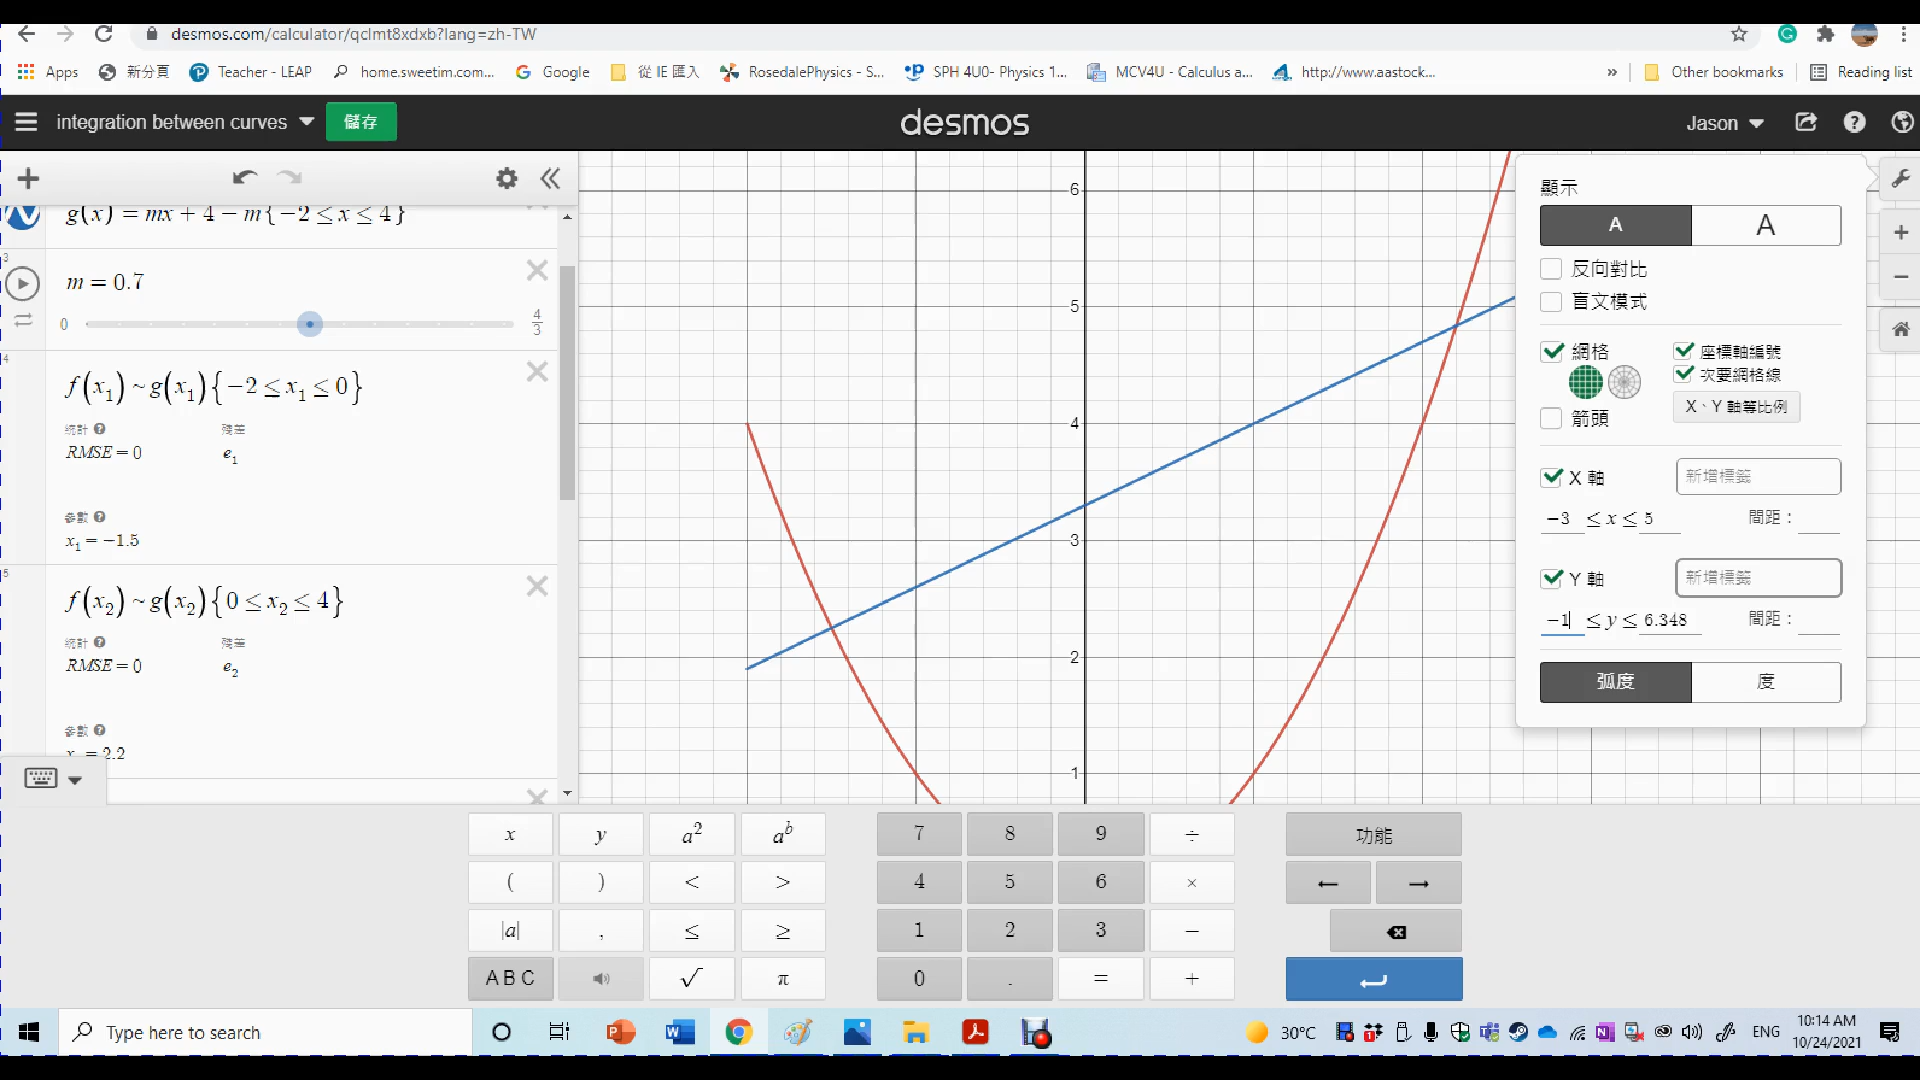 desmos.com/calculator/qclmt8xdxb?lang=zh-TW
Apps 新分頁 Teacher - LEAP home.sweetim.com... Google 從 IE 匯入 RosedalePhysics - S... SPH 4U0- Physics 1... MCV4U - Calculus a... http://www.aastock... » Other bookmarks Reading list
integration between curves 儲存 desmos Jason
g(x) = mx + 4 − m{−2 ≤ x ≤ 4}
3
m = 0.7
0 4/3
4
f(x₁) ~ g(x₁){−2 ≤ x₁ ≤ 0}
統計 殘差
RMSE = 0 e₁
參數
x₁ = −1.5
5
f(x₂) ~ g(x₂){0 ≤ x₂ ≤ 4}
統計 殘差
RMSE = 0 e₂
參數
= 2.2
6
5
4
3
2
1
顯示
A A
反向對比
盲文模式
網格 座標軸編號
次要網格線
X、Y 軸等比例
箭頭
X 軸 新增標籤
−3 ≤ x ≤ 5 間距：
Y 軸 新增標籤
−1 ≤ y ≤ 6.348 間距：
弧度 度
x y a² aᵇ 7 8 9 ÷ 功能
( ) < > 4 5 6 × ← →
|a| , ≤ ≥ 1 2 3 −
A B C √ π 0 . = + 
Type here to search 30°C ENG 10:14 AM
10/24/2021